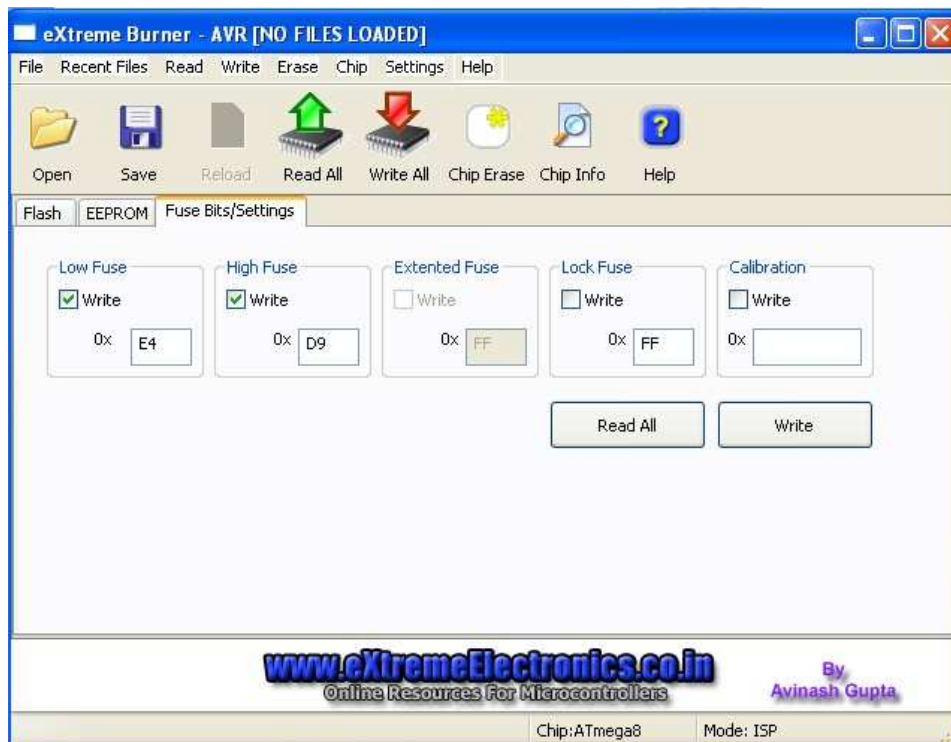 eXtreme Burner - AVR [NO FILES LOADED]
File Recent Files Read Write Erase Chip Settings Help
Open Save Reload Read All Write All Chip Erase Chip Info Help
Flash EEPROM Fuse Bits/Settings
Low Fuse High Fuse Extented Fuse Lock Fuse Calibration
Write Write Write Write Write
0x E4 0x D9 0x FF 0x FF 0x
Read All Write
www.eXtremeElectronics.co.in
Online Resources For Microcontrollers
By
Avinash Gupta
Chip:ATmega8 Mode: ISP